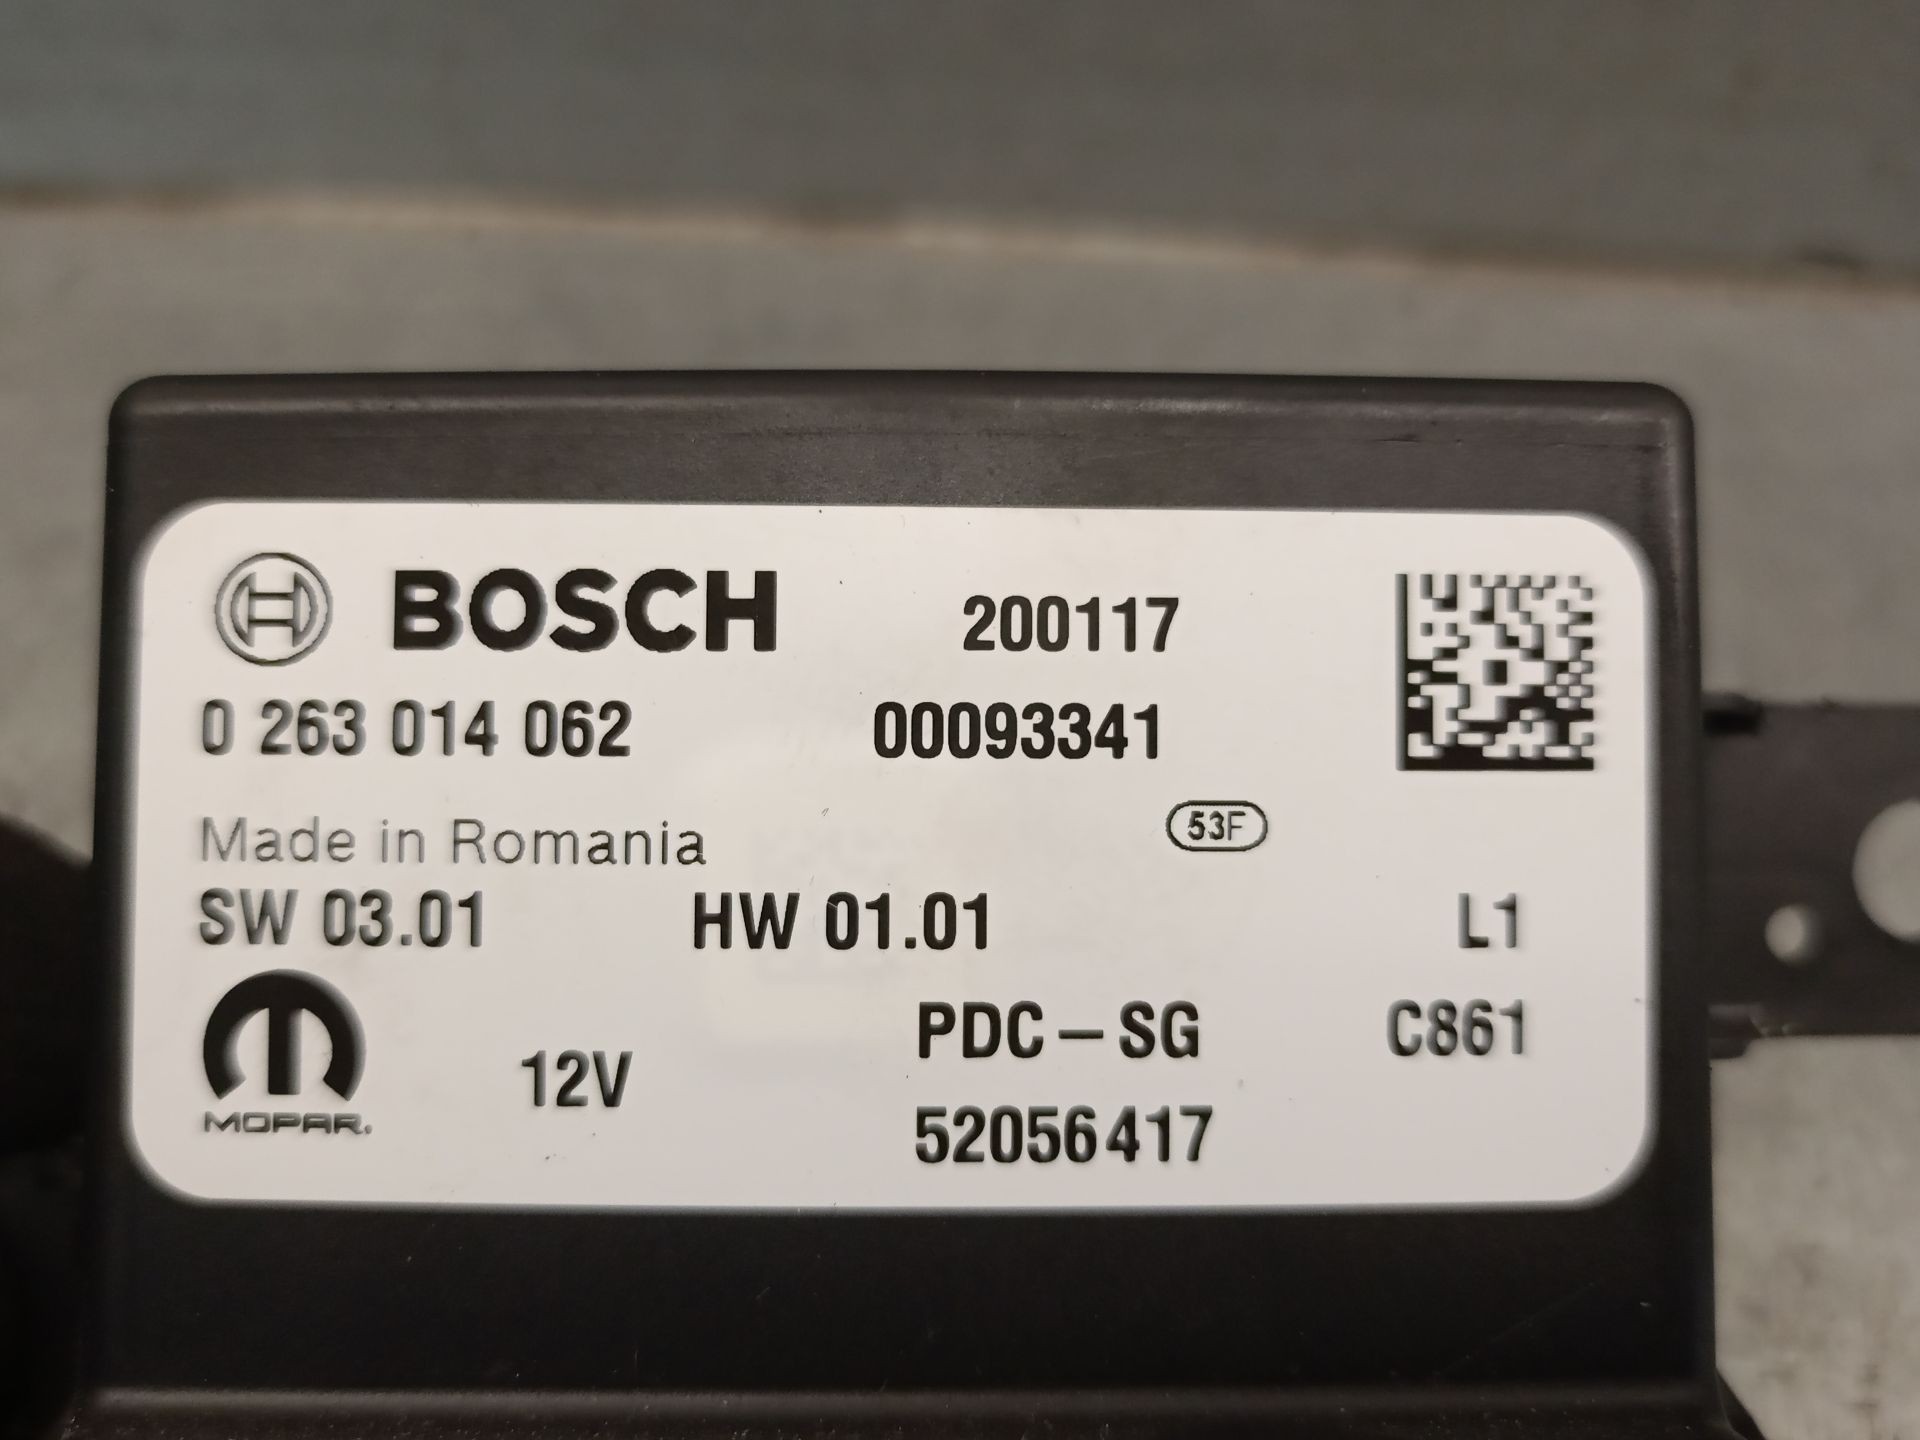 BOSCH 200117
0 263 014 062 00093341
Made in Romania 53F
SW 03.01 HW 01.01 L1
PDC-SG C861
12V
MOPAR.
52056417